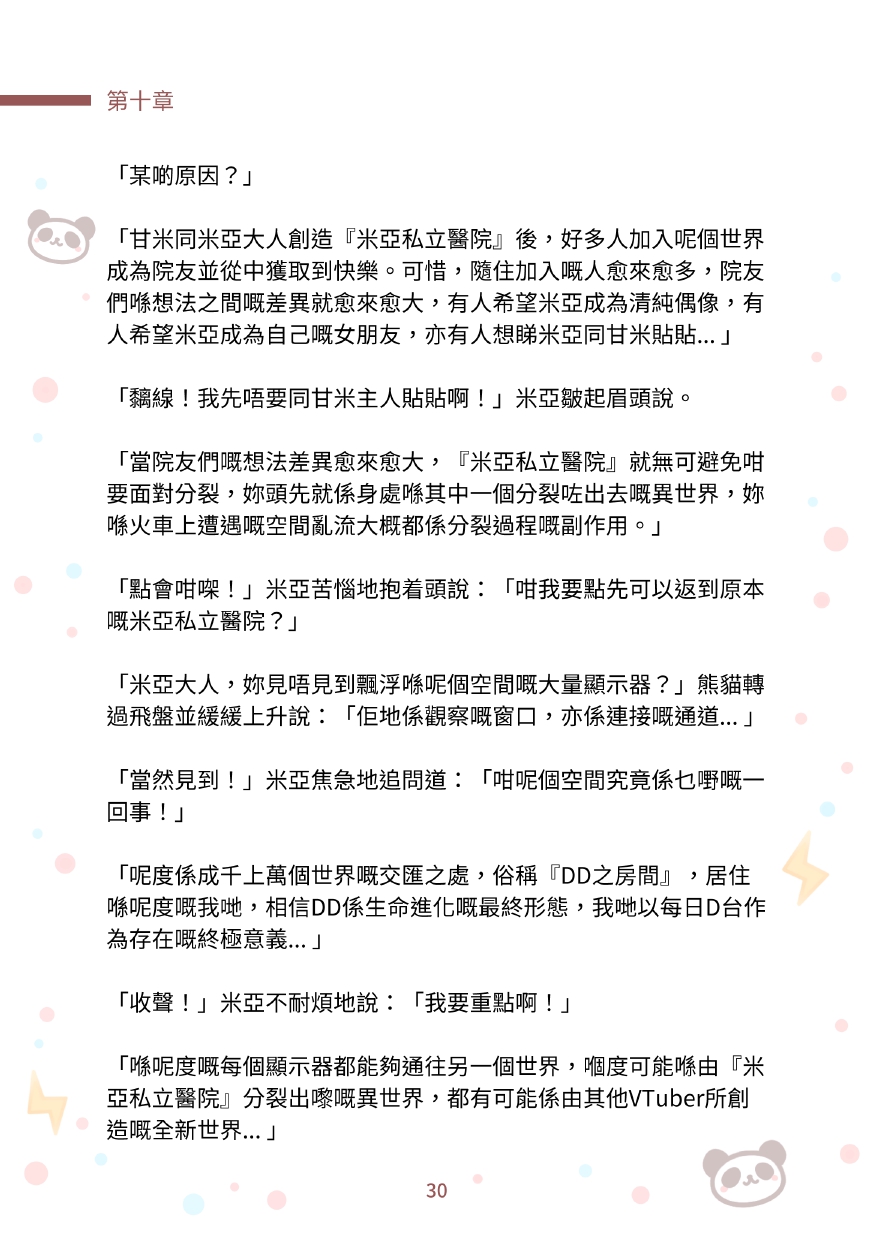 第十章
「某啲原因？」
「甘米同米亞大人創造『米亞私立醫院』後，好多人加入呢個世界
成為院友並從中獲取到快樂。可惜，隨住加入嘅人愈來愈多，院友
們喺想法之間嘅差異就愈來愈大，有人希望米亞成為清純偶像，有
人希望米亞成為自己嘅女朋友，亦有人想睇米亞同甘米貼貼...」
「黐線！我先唔要同甘米主人貼貼啊！」米亞皺起眉頭說。
「當院友們嘅想法差異愈來愈大，『米亞私立醫院』就無可避免咁
要面對分裂，妳頭先就係身處喺其中一個分裂咗出去嘅異世界，妳
喺火車上遭遇嘅空間亂流大概都係分裂過程嘅副作用。」
「點會咁㗎！」米亞苦惱地抱着頭說：「咁我要點先可以返到原本
嘅米亞私立醫院？」
「米亞大人，妳見唔見到飄浮喺呢個空間嘅大量顯示器？」熊貓轉
過飛盤並緩緩上升說：「佢地係觀察嘅窗口，亦係連接嘅通道...」
「當然見到！」米亞焦急地追問道：「咁呢個空間究竟係乜嘢嘅一
回事！」
「呢度係成千上萬個世界嘅交匯之處，俗稱『DD之房間』，居住
喺呢度嘅我哋，相信DD係生命進化嘅最終形態，我哋以每日D台作
為存在嘅終極意義...」
「收聲！」米亞不耐煩地說：「我要重點啊！」
「喺呢度嘅每個顯示器都能夠通往另一個世界，嗰度可能喺由『米
亞私立醫院』分裂出嚟嘅異世界，都有可能係由其他VTuber所創
造嘅全新世界...」
30